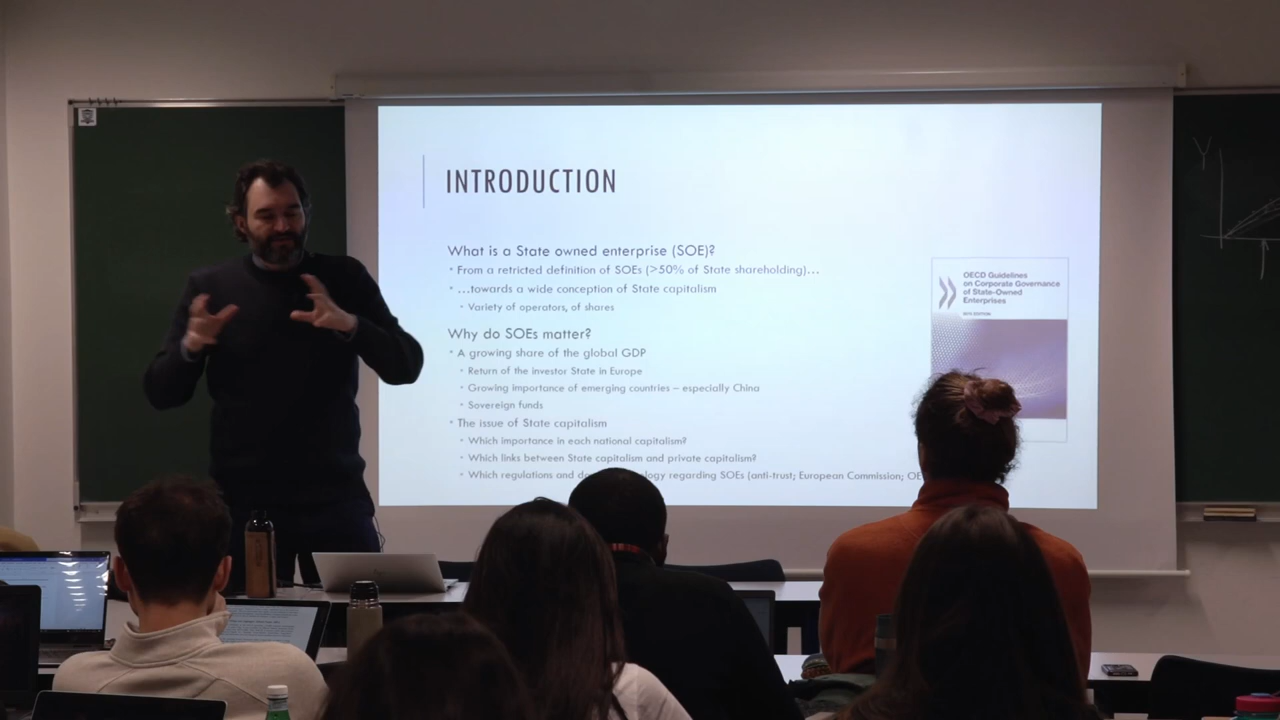 INTRODUCTION
What is a State owned enterprise (SOE)?
• From a retricted definition of SOEs (>50% of State shareholding)…
• …towards a wide conception of State capitalism
• Variety of operators, of shares
Why do SOEs matter?
• A growing share of the global GDP
• Return of the investor State in Europe
• Growing importance of emerging countries – especially China
• Sovereign funds
• The issue of State capitalism
• Which importance in each national capitalism?
• Which links between State capitalism and private capitalism?
• Which regulations and regarding SOEs (anti-trust; European Commission;
OECD Guidelines
on Corporate Governance
of State-Owned
Enterprises
2015 EDITION
Y